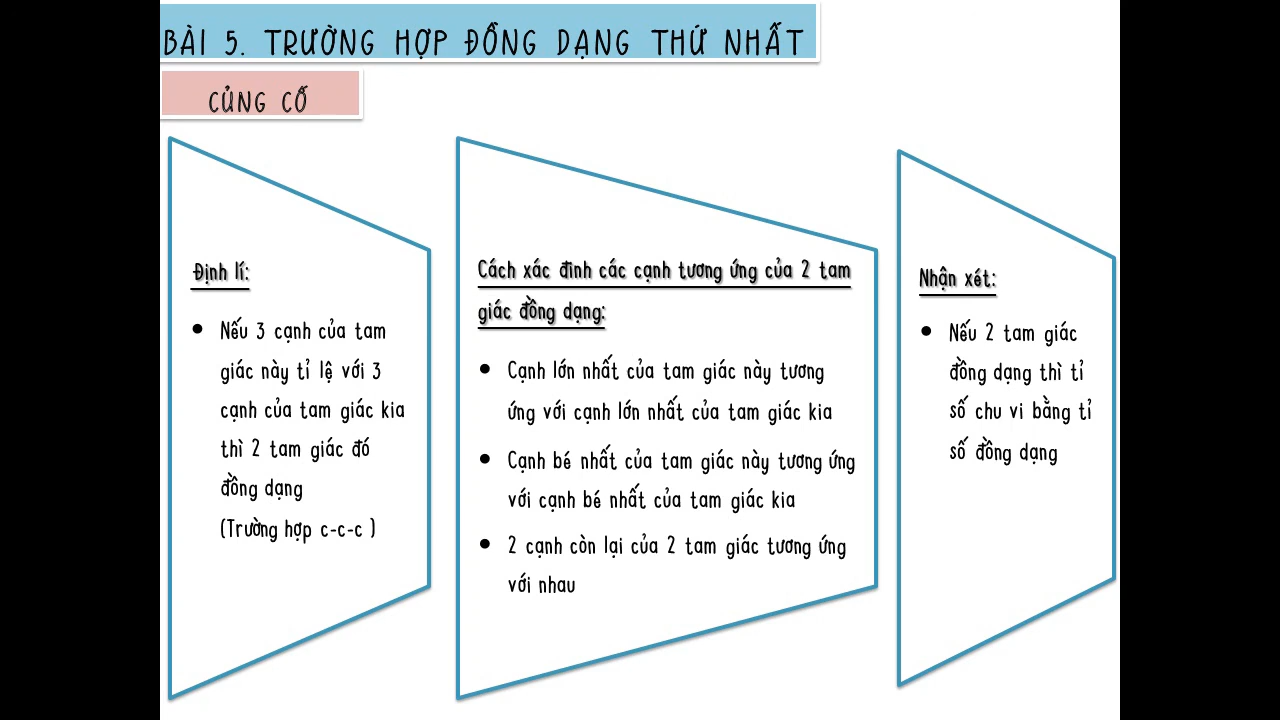 BÀI 5. TRƯỜNG HỢP ĐỒNG DẠNG THỨ NHẤT
CỦNG CỐ
Định lí:
• Nếu 3 cạnh của tam
giác này tỉ lệ với 3
cạnh của tam giác kia
thì 2 tam giác đó
đồng dạng
(Trường hợp c-c-c )
Cách xác đinh các cạnh tương ứng của 2 tam
giác đồng dạng:
• Cạnh lớn nhất của tam giác này tương
ứng với cạnh lớn nhất của tam giác kia
• Cạnh bé nhất của tam giác này tương ứng
với cạnh bé nhất của tam giác kia
• 2 cạnh còn lại của 2 tam giác tương ứng
với nhau
Nhận xét:
• Nếu 2 tam giác
đồng dạng thì tỉ
số chu vi bằng tỉ
số đồng dạng